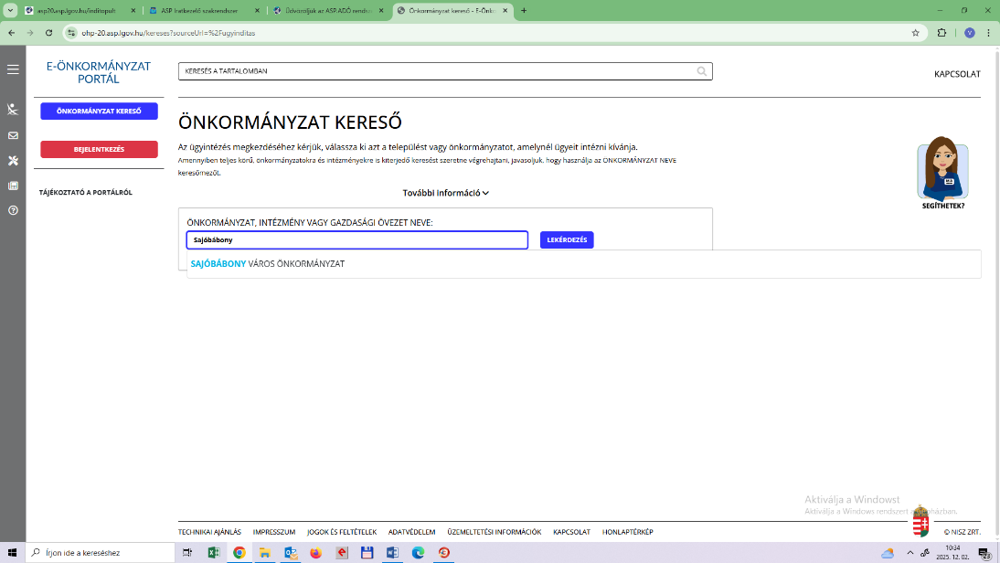 asp20.asp.lgov.hu/inditopult
ASP Iratkezelő szakrendszer
Üdvözöljük az ASP.ADÓ rendsz
Önkormányzat kereső - E-Önk
ohp-20.asp.lgov.hu/kereses?sourceUrl=%2Fugyinditas
V
E-ÖNKORMÁNYZAT
PORTÁL
KERESÉS A TARTALOMBAN
KAPCSOLAT
ÖNKORMÁNYZAT KERESŐ
BEJELENTKEZÉS
TÁJÉKOZTATÓ A PORTÁLRÓL
ÖNKORMÁNYZAT KERESŐ
Az ügyintézés megkezdéséhez kérjük, válassza ki azt a települést vagy önkormányzatot, amelynél ügyeit intézni kívánja.
Amennyiben teljes körű, önkormányzatokra és intézményekre is kiterjedő keresést szeretne végrehajtani, javasoljuk, hogy használja az ÖNKORMÁNYZAT NEVE
keresőmezőt.
További információ
SEGÍTHETEK?
ÖNKORMÁNYZAT, INTÉZMÉNY VAGY GAZDASÁGI ÖVEZET NEVE:
Sajóbábony
LEKÉRDEZÉS
SAJÓBÁBONY VÁROS ÖNKORMÁNYZAT
Aktiválja a Windowst
Aktiválja a Windows rendszert a
TECHNIKAI AJÁNLÁS IMPRESSZUM JOGOK ÉS FELTÉTELEK ADATVÉDELEM ÜZEMELTETÉSI INFORMÁCIÓK KAPCSOLAT HONLAPTÉRKÉP © NISZ ZRT.
Írjon ide a kereséshez
10:34
2025. 12. 02.
23